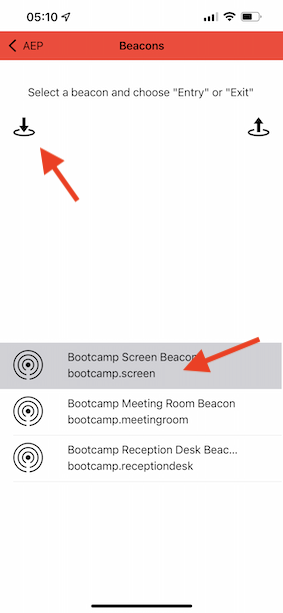 05:10
AEP
Beacons
Select a beacon and choose "Entry" or "Exit"
Bootcamp Screen Beacon
bootcamp.screen
Bootcamp Meeting Room Beacon
bootcamp.meetingroom
Bootcamp Reception Desk Beac...
bootcamp.receptiondesk